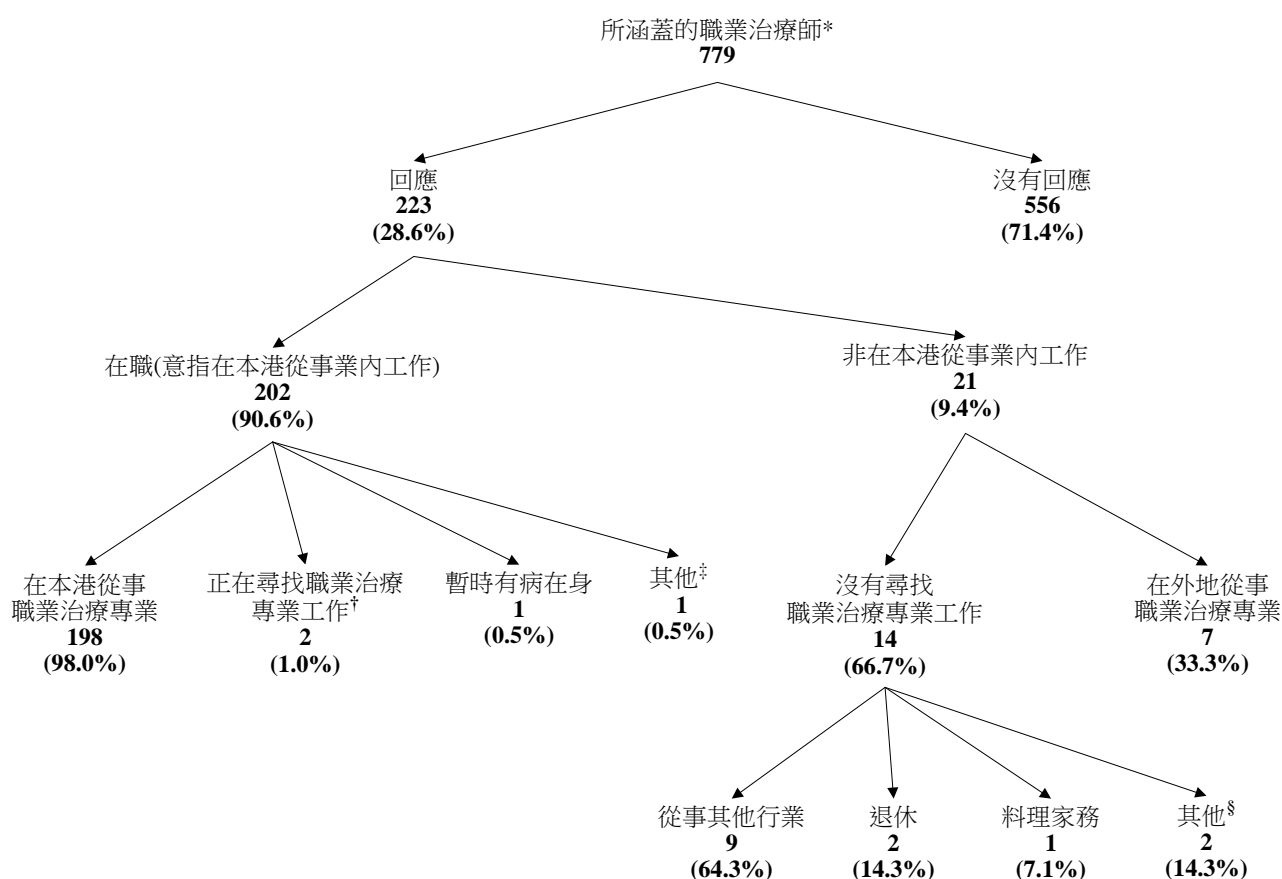 所涵蓋的職業治療師*
779
回應
223
(28.6%)
沒有回應
556
(71.4%)
在職(意指在本港從事業內工作)
202
(90.6%)
非在本港從事業內工作
21
(9.4%)
在本港從事
職業治療專業
198
(98.0%)
正在尋找職業治療
專業工作†
2
(1.0%)
暫時有病在身
1
(0.5%)
其他‡
1
(0.5%)
沒有尋找
職業治療專業工作
14
(66.7%)
在外地從事
職業治療專業
7
(33.3%)
從事其他行業
9
(64.3%)
退休
2
(14.3%)
料理家務
1
(7.1%)
其他§
2
(14.3%)